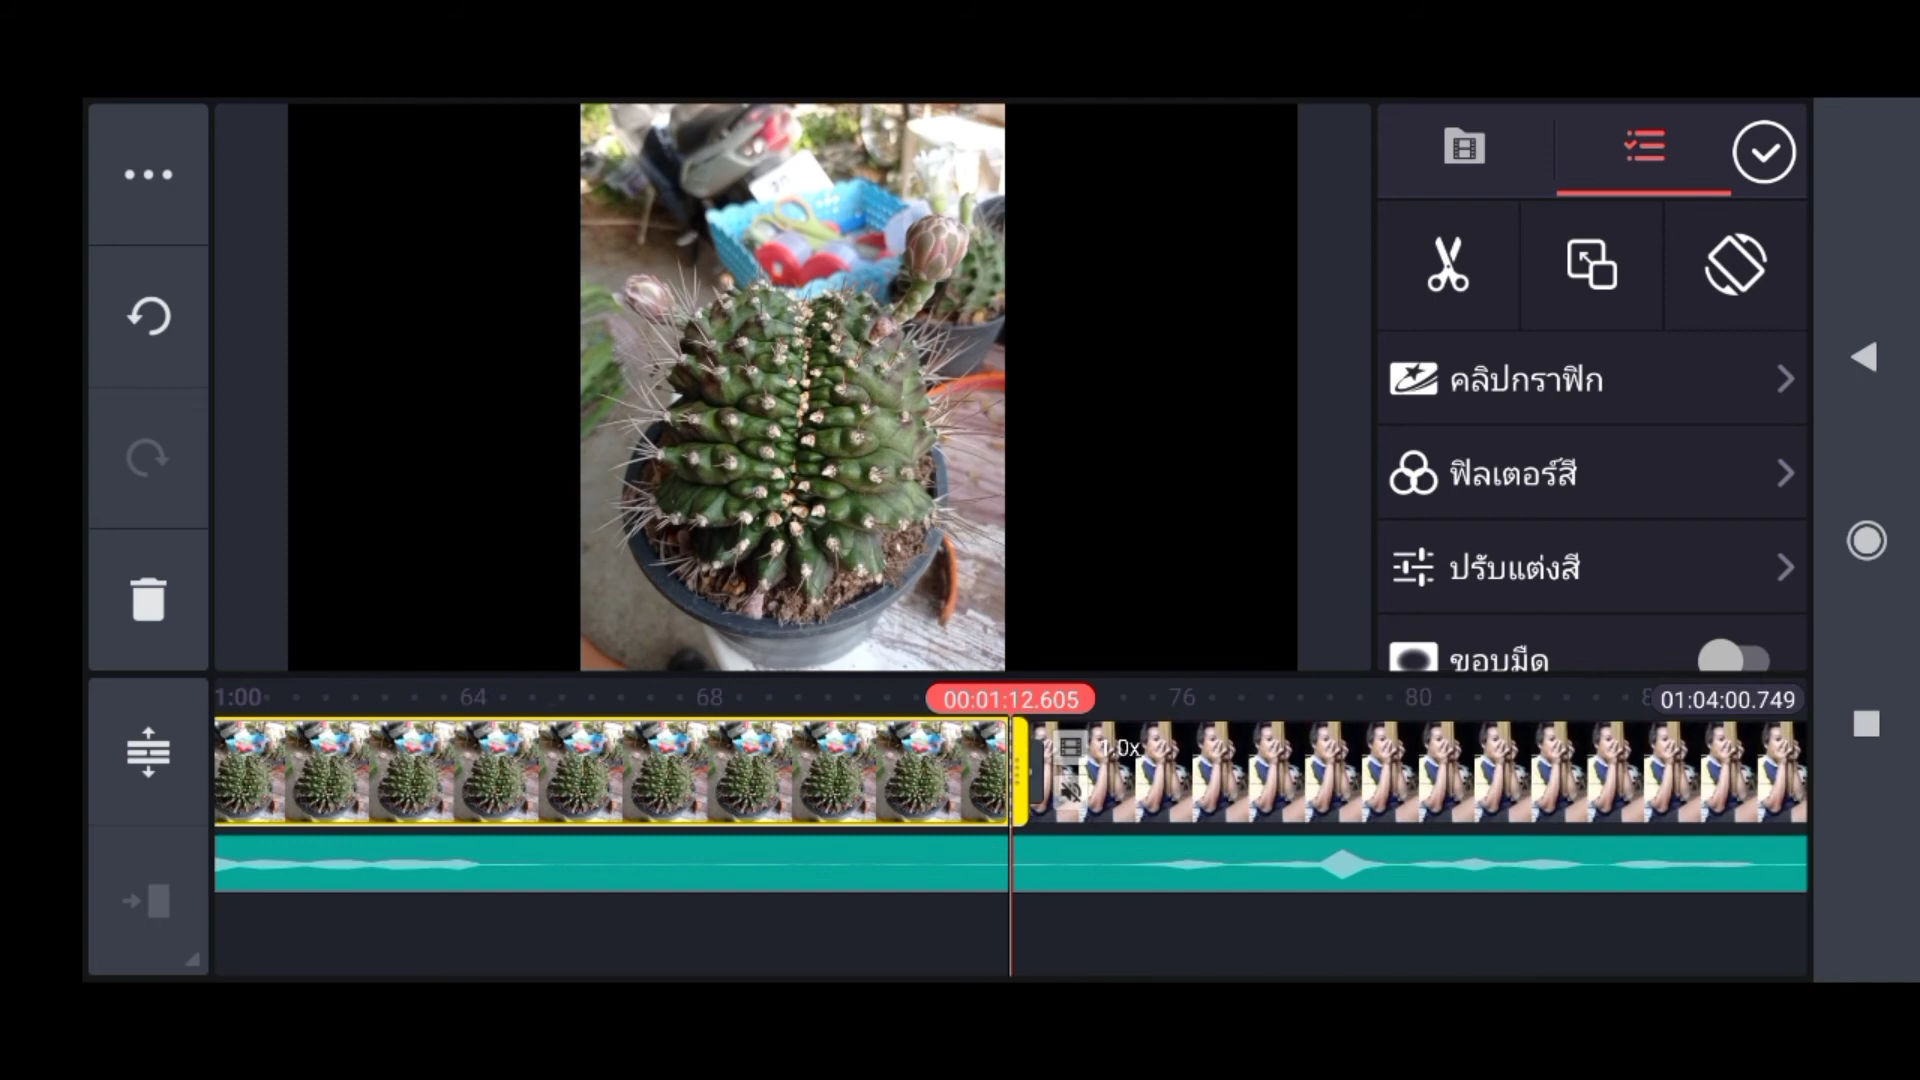 คลิปกราฟิก
ฟิลเตอร์สี
ปรับแต่งสี
ขอบมืด
1:00 64 68 00:01:12.605 76 80 01:04:00.749
1.0x